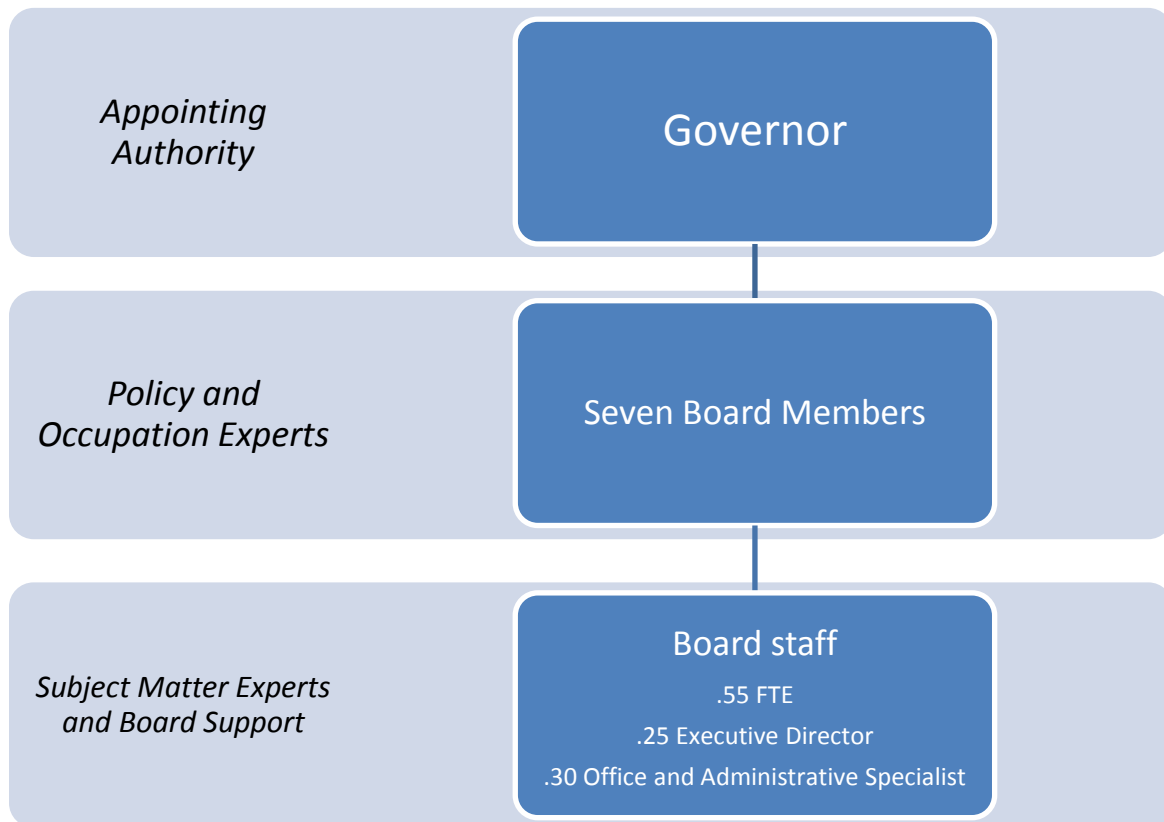 Appointing
Authority
Governor
Policy and
Occupation Experts
Seven Board Members
Subject Matter Experts
and Board Support
Board staff
.55 FTE
.25 Executive Director
.30 Office and Administrative Specialist